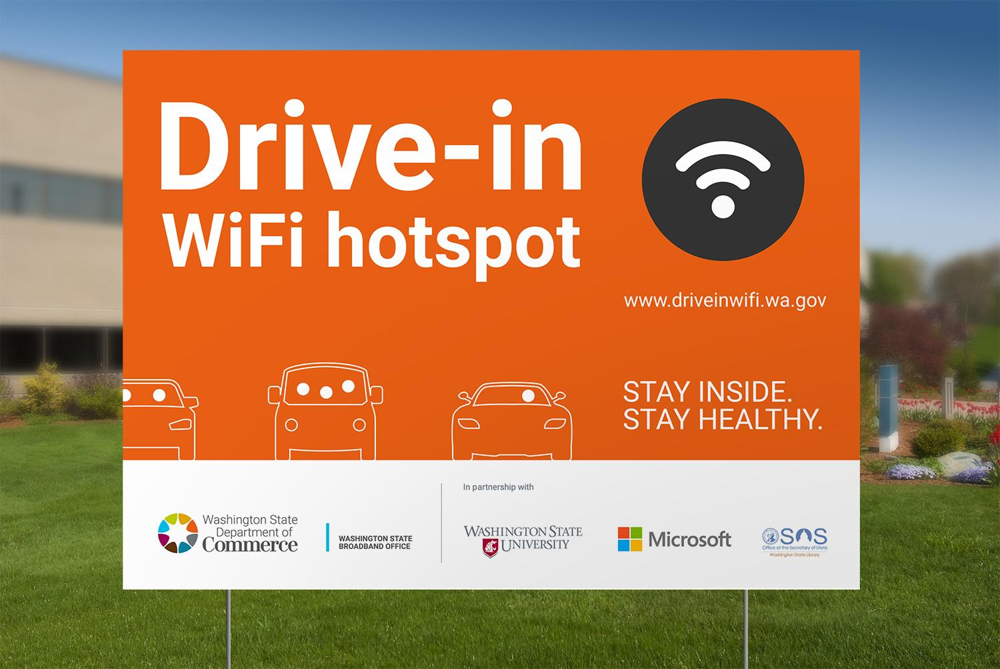 Drive-in
WiFi hotspot
www.driveinwifi.wa.gov
STAY INSIDE.
STAY HEALTHY.
In partnership with
Washington State
Department of
Commerce
WASHINGTON STATE
BROADBAND OFFICE
WASHINGTON STATE
UNIVERSITY
Microsoft
SOS
Office of the Secretary of State
Washington State Library